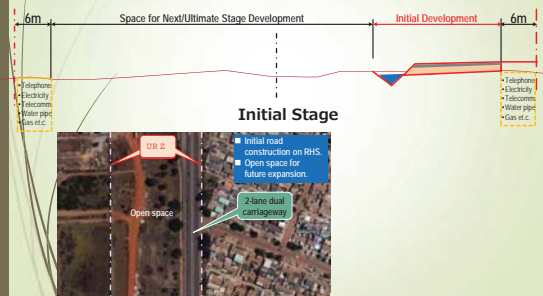 6m
Space for Next/Ultimate Stage Development
Initial Development
6m
•Telephone
•Electricity
•Telecomm.
•Water pipe
•Gas et.c.
•Telephone
•Electricity
•Telecomm.
•Water pipe
•Gas et.c.
Initial Stage
UR Z
■ Initial road
construction on RHS.
■ Open space for
future expansion.
Open space
2-lane dual
carriageway